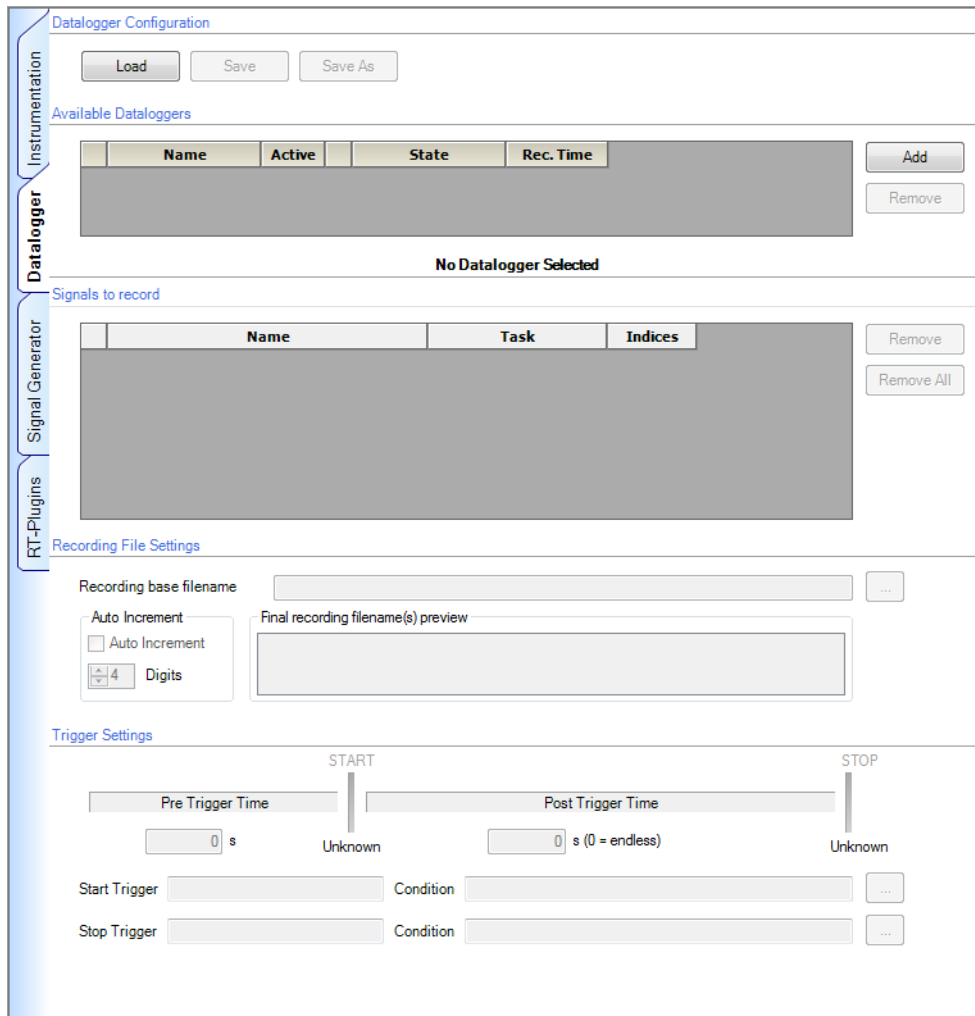 Instrumentation
Datalogger
Signal Generator
RT-Plugins
Datalogger Configuration
Load Save Save As
Available Dataloggers
Name Active State Rec. Time
Add
Remove
No Datalogger Selected
Signals to record
Name Task Indices
Remove
Remove All
Recording File Settings
Recording base filename ...
Auto Increment Final recording filename(s) preview
Auto Increment
4 Digits
Trigger Settings
START STOP
Pre Trigger Time Post Trigger Time
0 s 0 s (0 = endless)
Unknown Unknown
Start Trigger Condition ...
Stop Trigger Condition ...